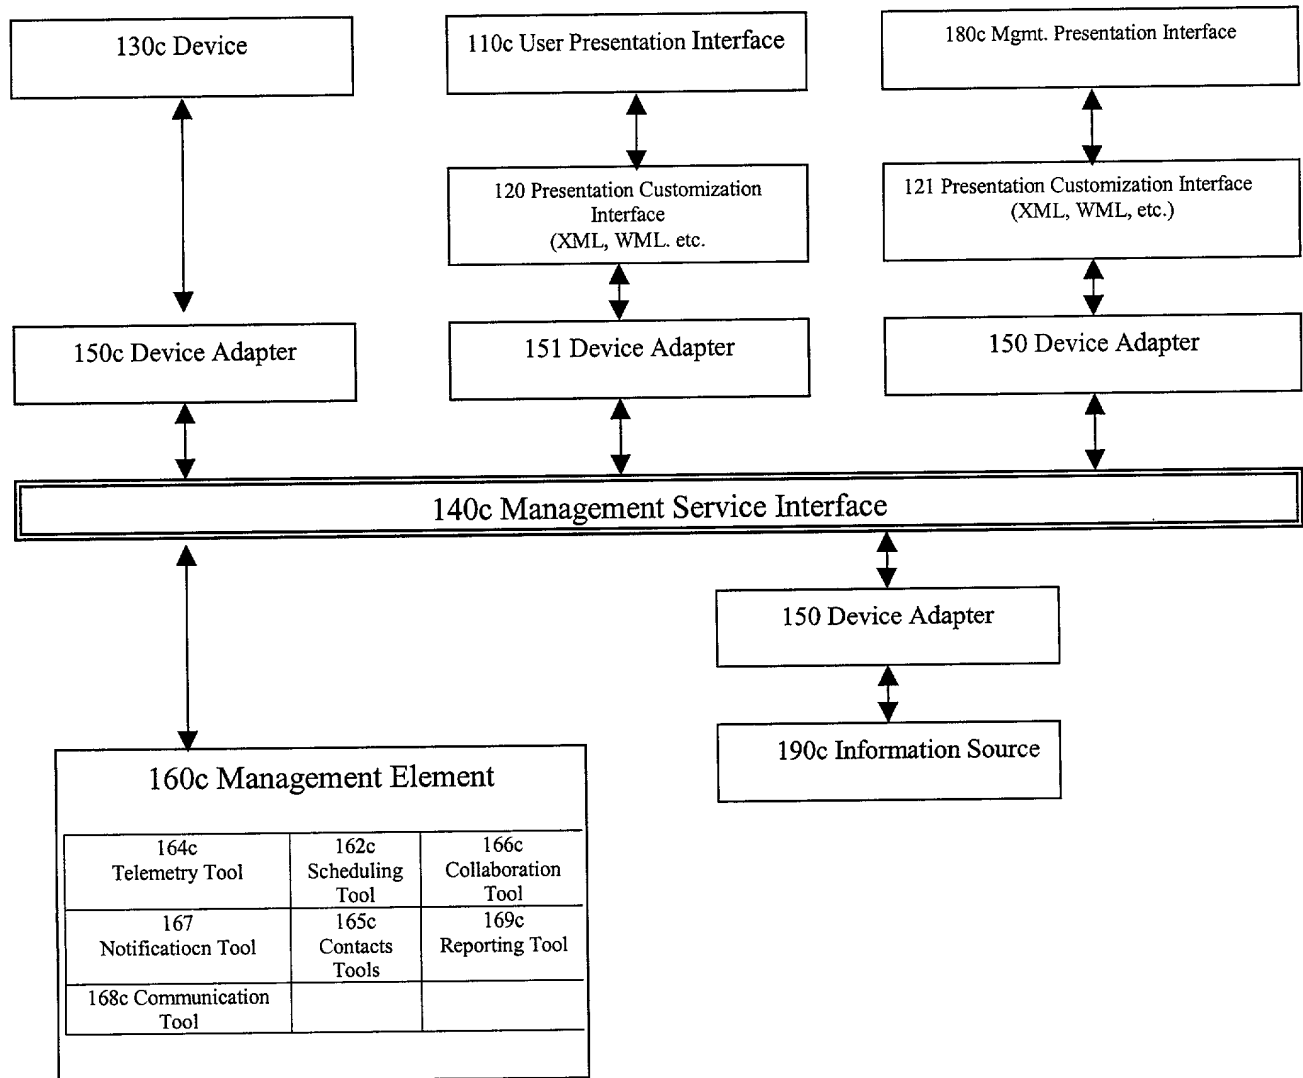 130c Device
110c User Presentation Interface
180c Mgmt. Presentation Interface
120 Presentation Customization
Interface
(XML, WML. etc.
121 Presentation Customization Interface
(XML, WML, etc.)
150c Device Adapter
151 Device Adapter
150 Device Adapter
140c Management Service Interface
150 Device Adapter
190c Information Source
160c Management Element
164c
Telemetry Tool
162c
Scheduling
Tool
166c
Collaboration
Tool
167
Notificatiocn Tool
165c
Contacts
Tools
169c
Reporting Tool
168c Communication
Tool